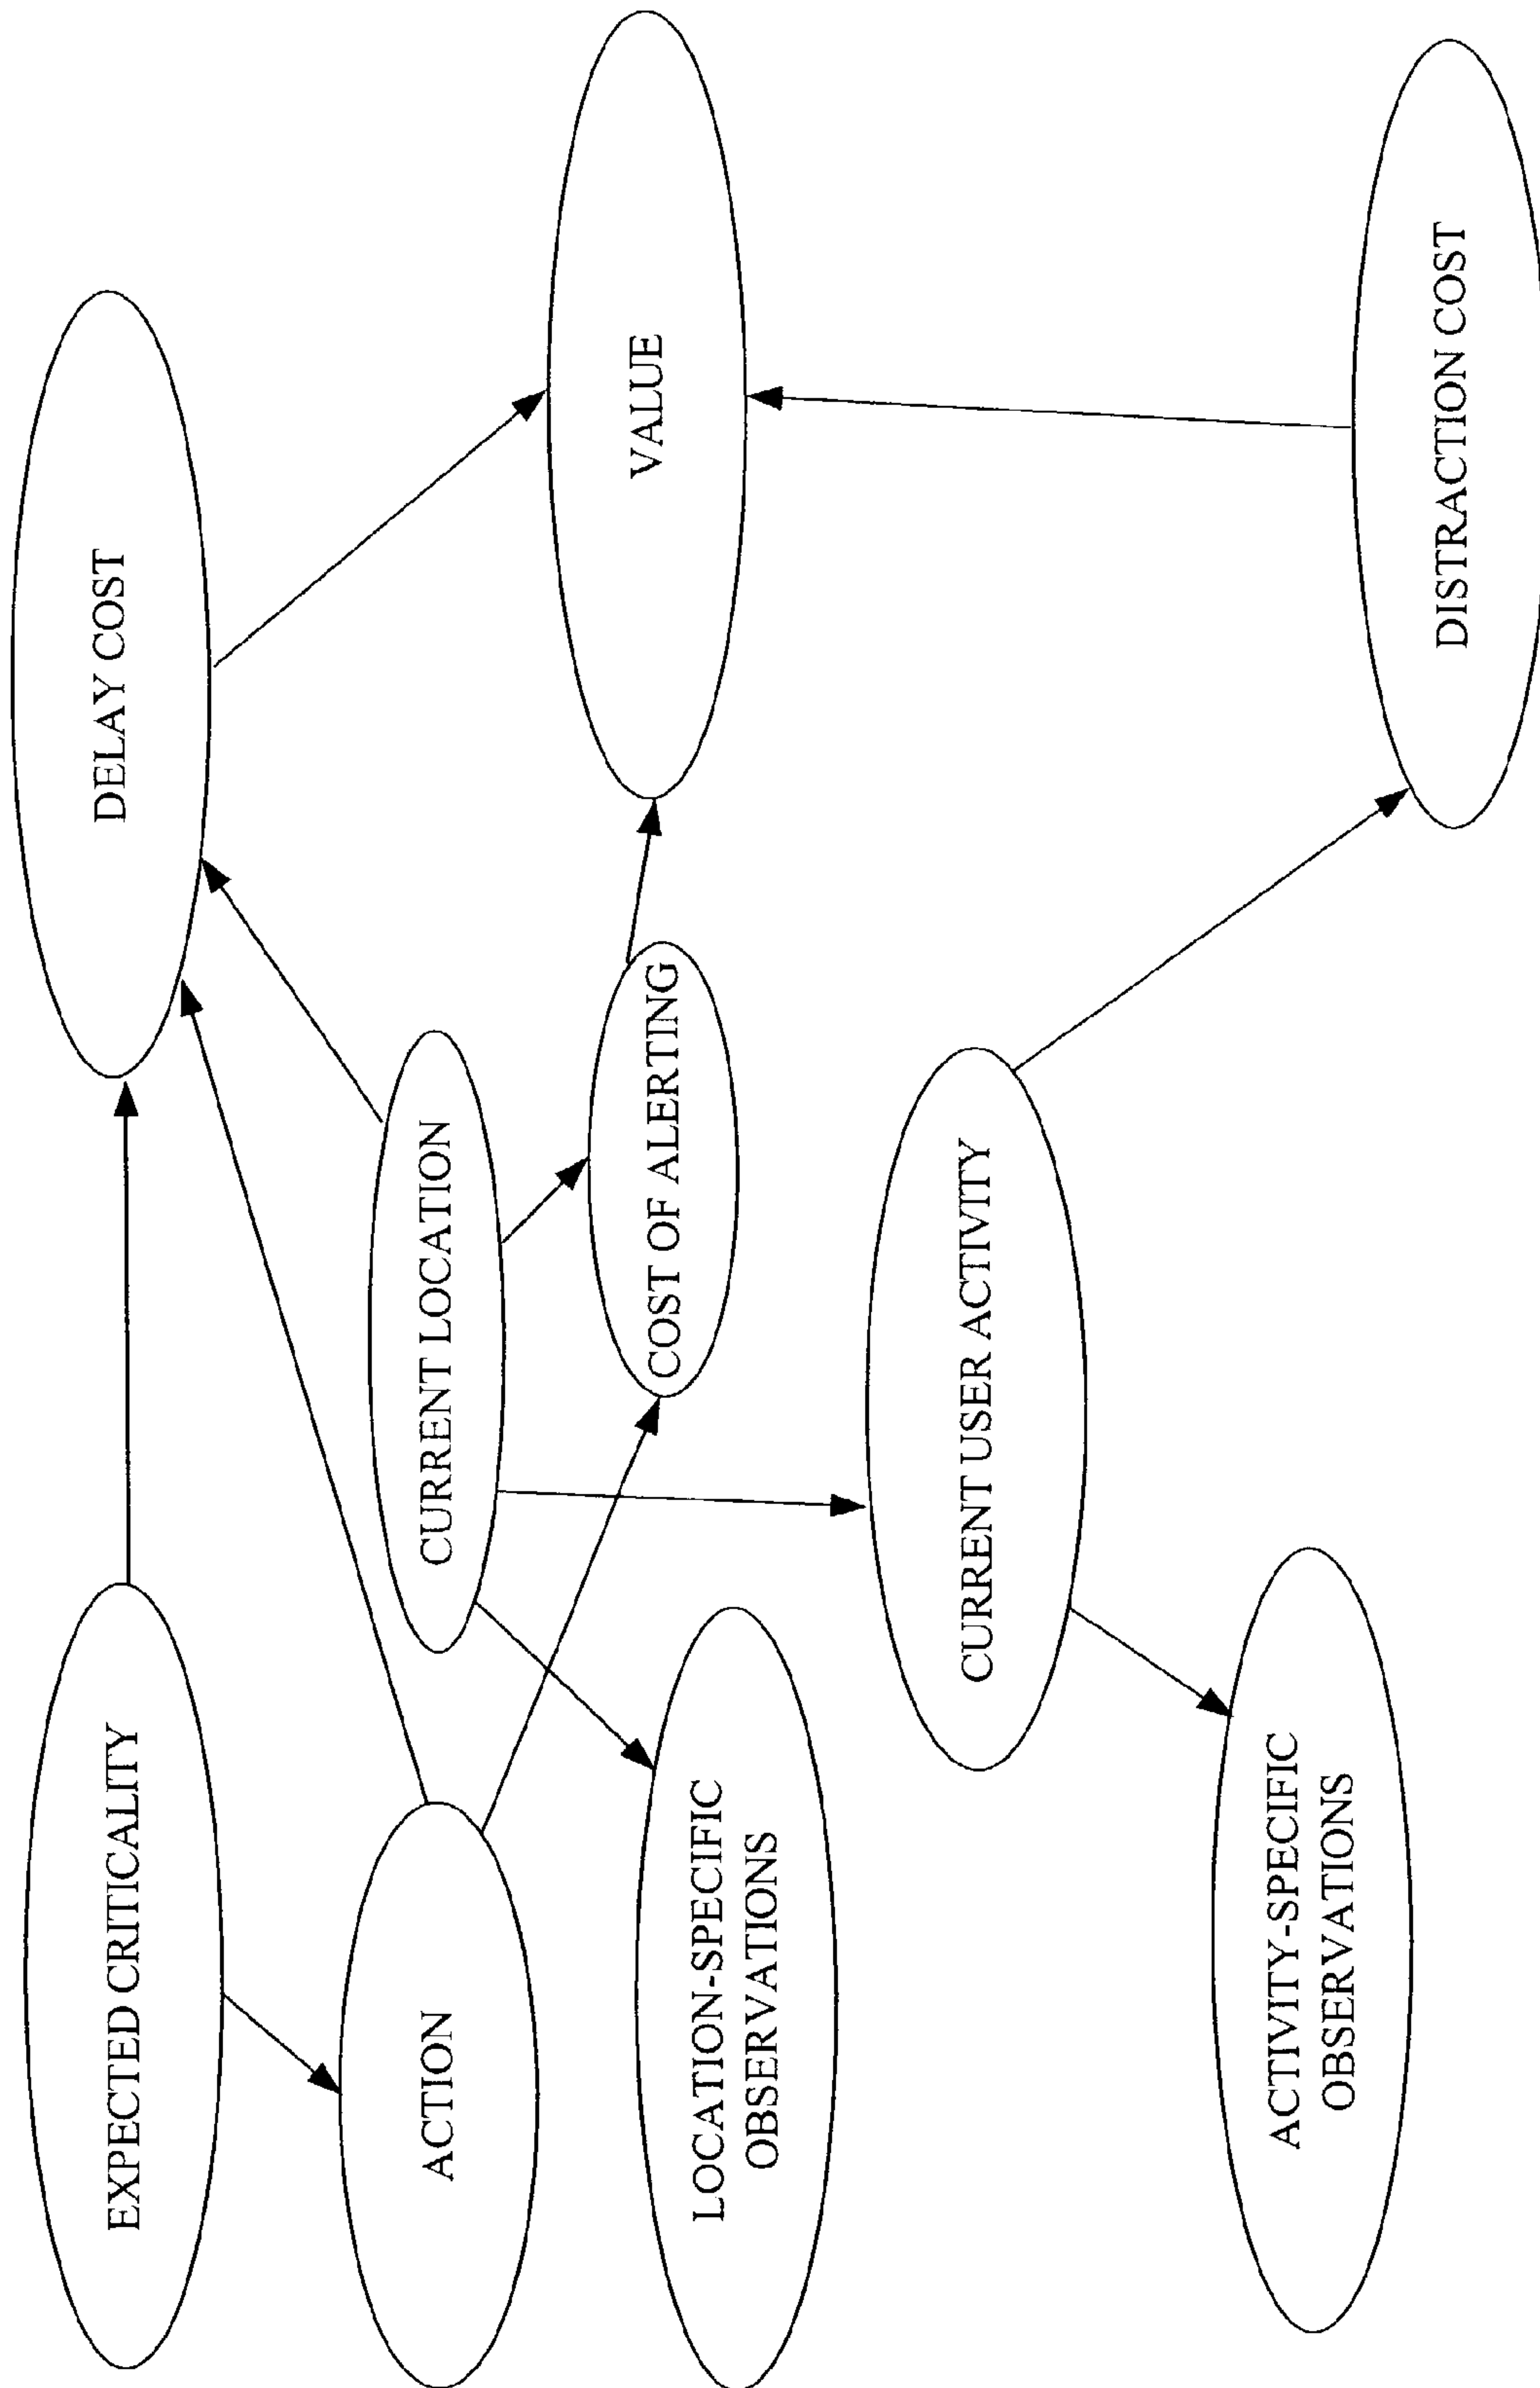 EXPECTED CRITICALITY
DELAY COST
ACTION
CURRENT LOCATION
VALUE
COST OF ALERTING
LOCATION-SPECIFIC
OBSERVATIONS
CURRENT USER ACTIVITY
ACTIVITY-SPECIFIC
OBSERVATIONS
DISTRACTION COST